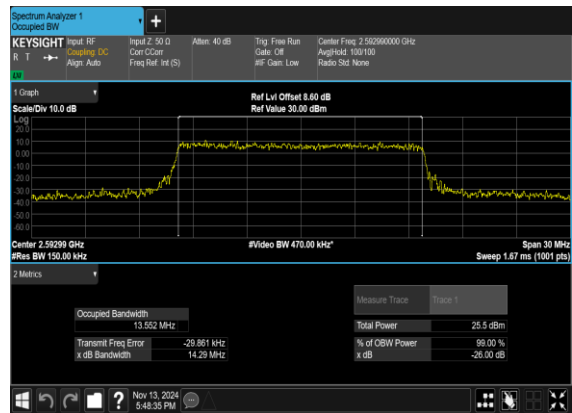 Spectrum Analyzer 1
Occupied BW
+
KEYSIGHT Input: RF Input Z: 50 Ω Atten: 40 dB Trig: Free Run Center Freq: 2.592990000 GHz
R T Coupling: DC Corr CCorr Gate: Off Avg|Hold: 100/100
Align: Auto Freq Ref: Int (S) #IF Gain: Low Radio Std: None
LW
1 Graph
Ref Lvl Offset 8.60 dB
Scale/Div 10.0 dB Ref Value 30.00 dBm
Log
20.0
10.0
0.00
-10.0
-20.0
-30.0
-40.0
-50.0
-60.0
Center 2.59299 GHz #Video BW 470.00 kHz* Span 30 MHz
#Res BW 150.00 kHz Sweep 1.67 ms (1001 pts)
2 Metrics
Measure Trace Trace 1
Occupied Bandwidth
13.552 MHz Total Power 25.5 dBm
Transmit Freq Error -29.861 kHz % of OBW Power 99.00 %
x dB Bandwidth 14.29 MHz x dB -26.00 dB
? Nov 13, 2024
5:48:35 PM